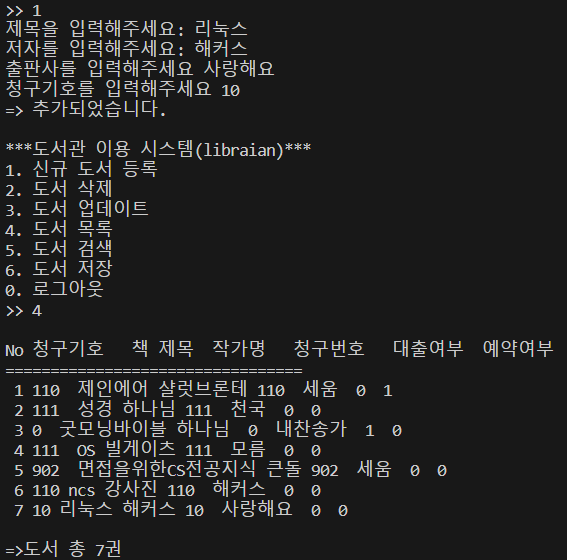 >> 1
제목을 입력해주세요: 리눅스
저자를 입력해주세요: 해커스
출판사를 입력해주세요 사랑해요
청구기호를 입력해주세요 10
=> 추가되었습니다.
***도서관 이용 시스템(libraian)***
1. 신규 도서 등록
2. 도서 삭제
3. 도서 업데이트
4. 도서 목록
5. 도서 검색
6. 도서 저장
0. 로그아웃
>> 4
No 청구기호 책 제목 작가명 청구번호 대출여부 예약여부
=================================
1 110 제인에어 샬럿브론테 110 세움 0 1
2 111 성경 하나님 111 천국 0 0
3 0 굿모닝바이블 하나님 0 내찬송가 1 0
4 111 OS 빌게이츠 111 모름 0 0
5 902 면접을위한CS전공지식 큰돌 902 세움 0 0
6 110 ncs 강사진 110 해커스 0 0
7 10 리눅스 해커스 10 사랑해요 0 0
=>도서 총 7권